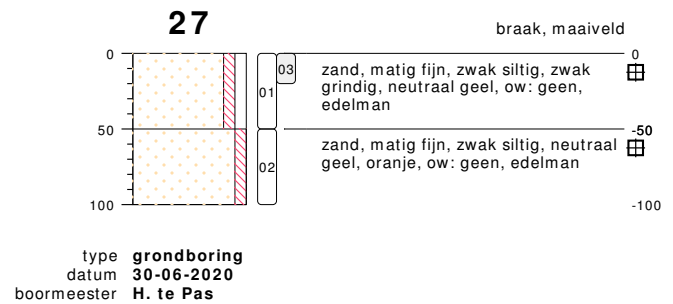 27
braak, maaiveld
0
50
100
01
02
03
zand, matig fijn, zwak siltig, zwak
grindig, neutraal geel, ow: geen,
edelman
zand, matig fijn, zwak siltig, neutraal
geel, oranje, ow: geen, edelman
0
-50
-100
type grondboring
datum 30-06-2020
boormeester H. te Pas